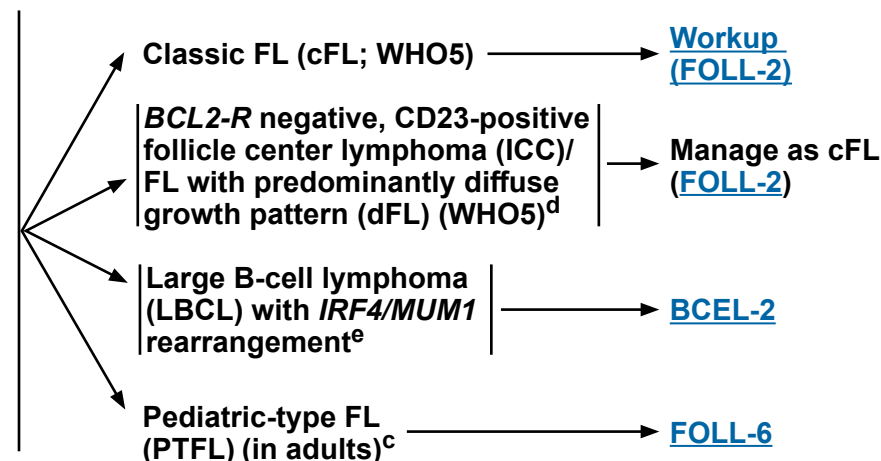 Classic FL (cFL; WHO5)
Workup
(FOLL-2)
BCL2-R negative, CD23-positive
follicle center lymphoma (ICC)/
FL with predominantly diffuse
growth pattern (dFL) (WHO5)d
Manage as cFL
(FOLL-2)
Large B-cell lymphoma
(LBCL) with IRF4/MUM1
rearrangemente
BCEL-2
Pediatric-type FL
(PTFL) (in adults)c
FOLL-6